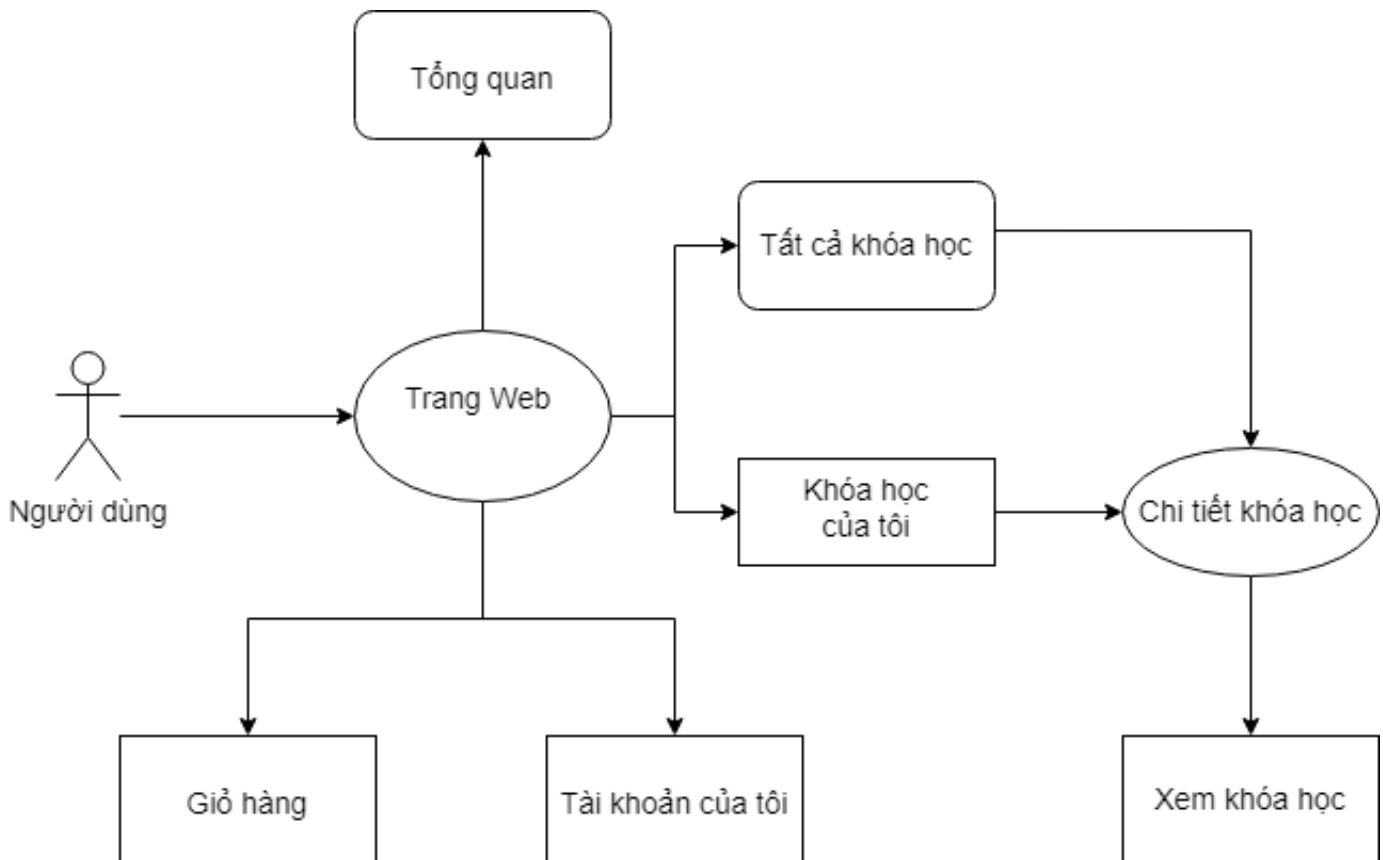 Tổng quan
Tất cả khóa học
Trang Web
Người dùng
Khóa học
của tôi
Chi tiết khóa học
Giỏ hàng
Tài khoản của tôi
Xem khóa học